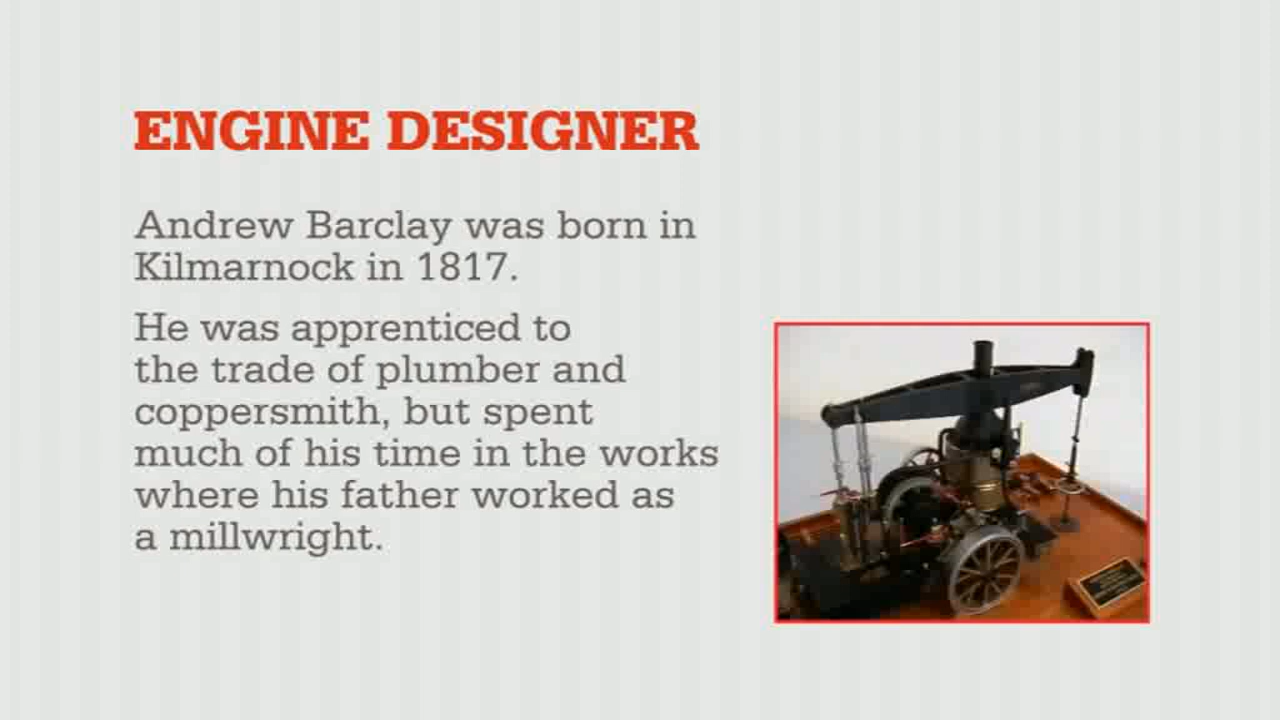 ENGINE DESIGNER
Andrew Barclay was born in
Kilmarnock in 1817.
He was apprenticed to
the trade of plumber and
coppersmith, but spent
much of his time in the works
where his father worked as
a millwright.